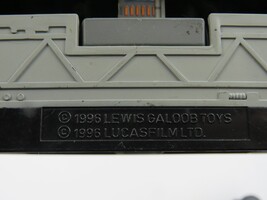 © 1996 LEWIS GALOOB TOYS
© 1996 LUCASFILM LTD.